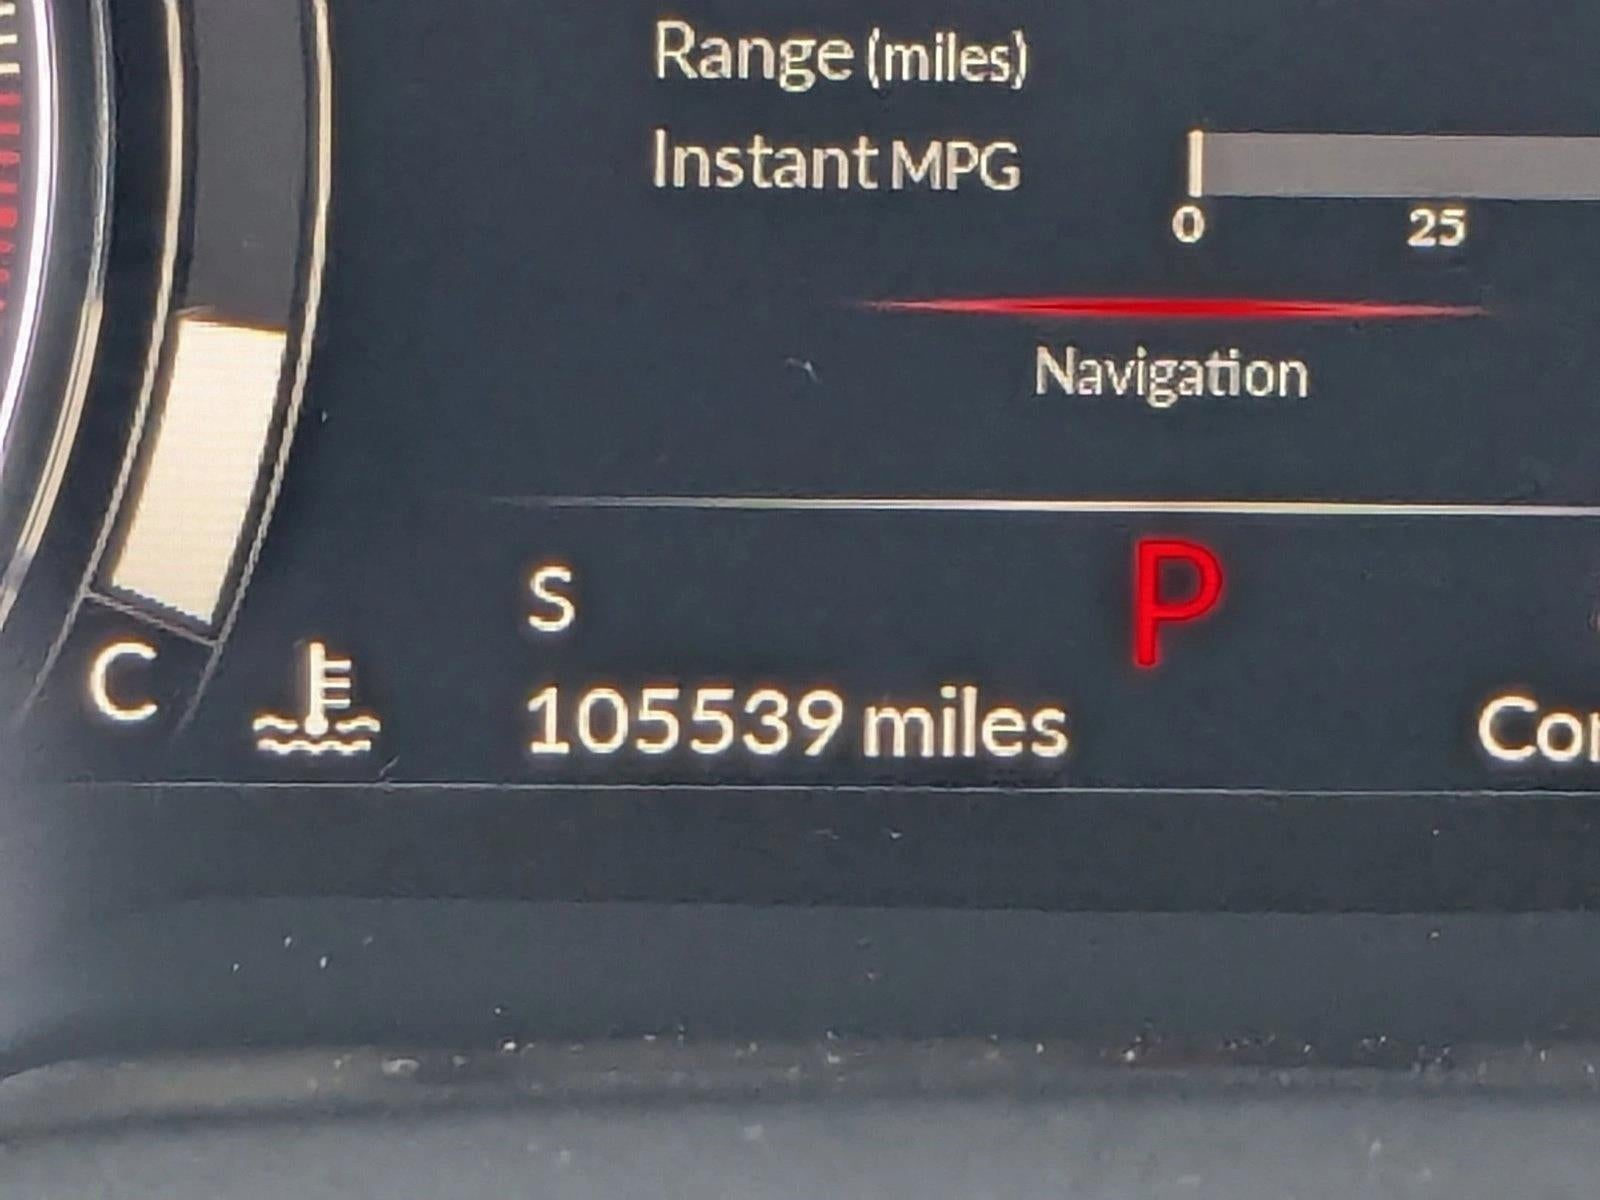 Range (miles)
Instant MPG
0 25
Navigation
S
P
C
105539 miles